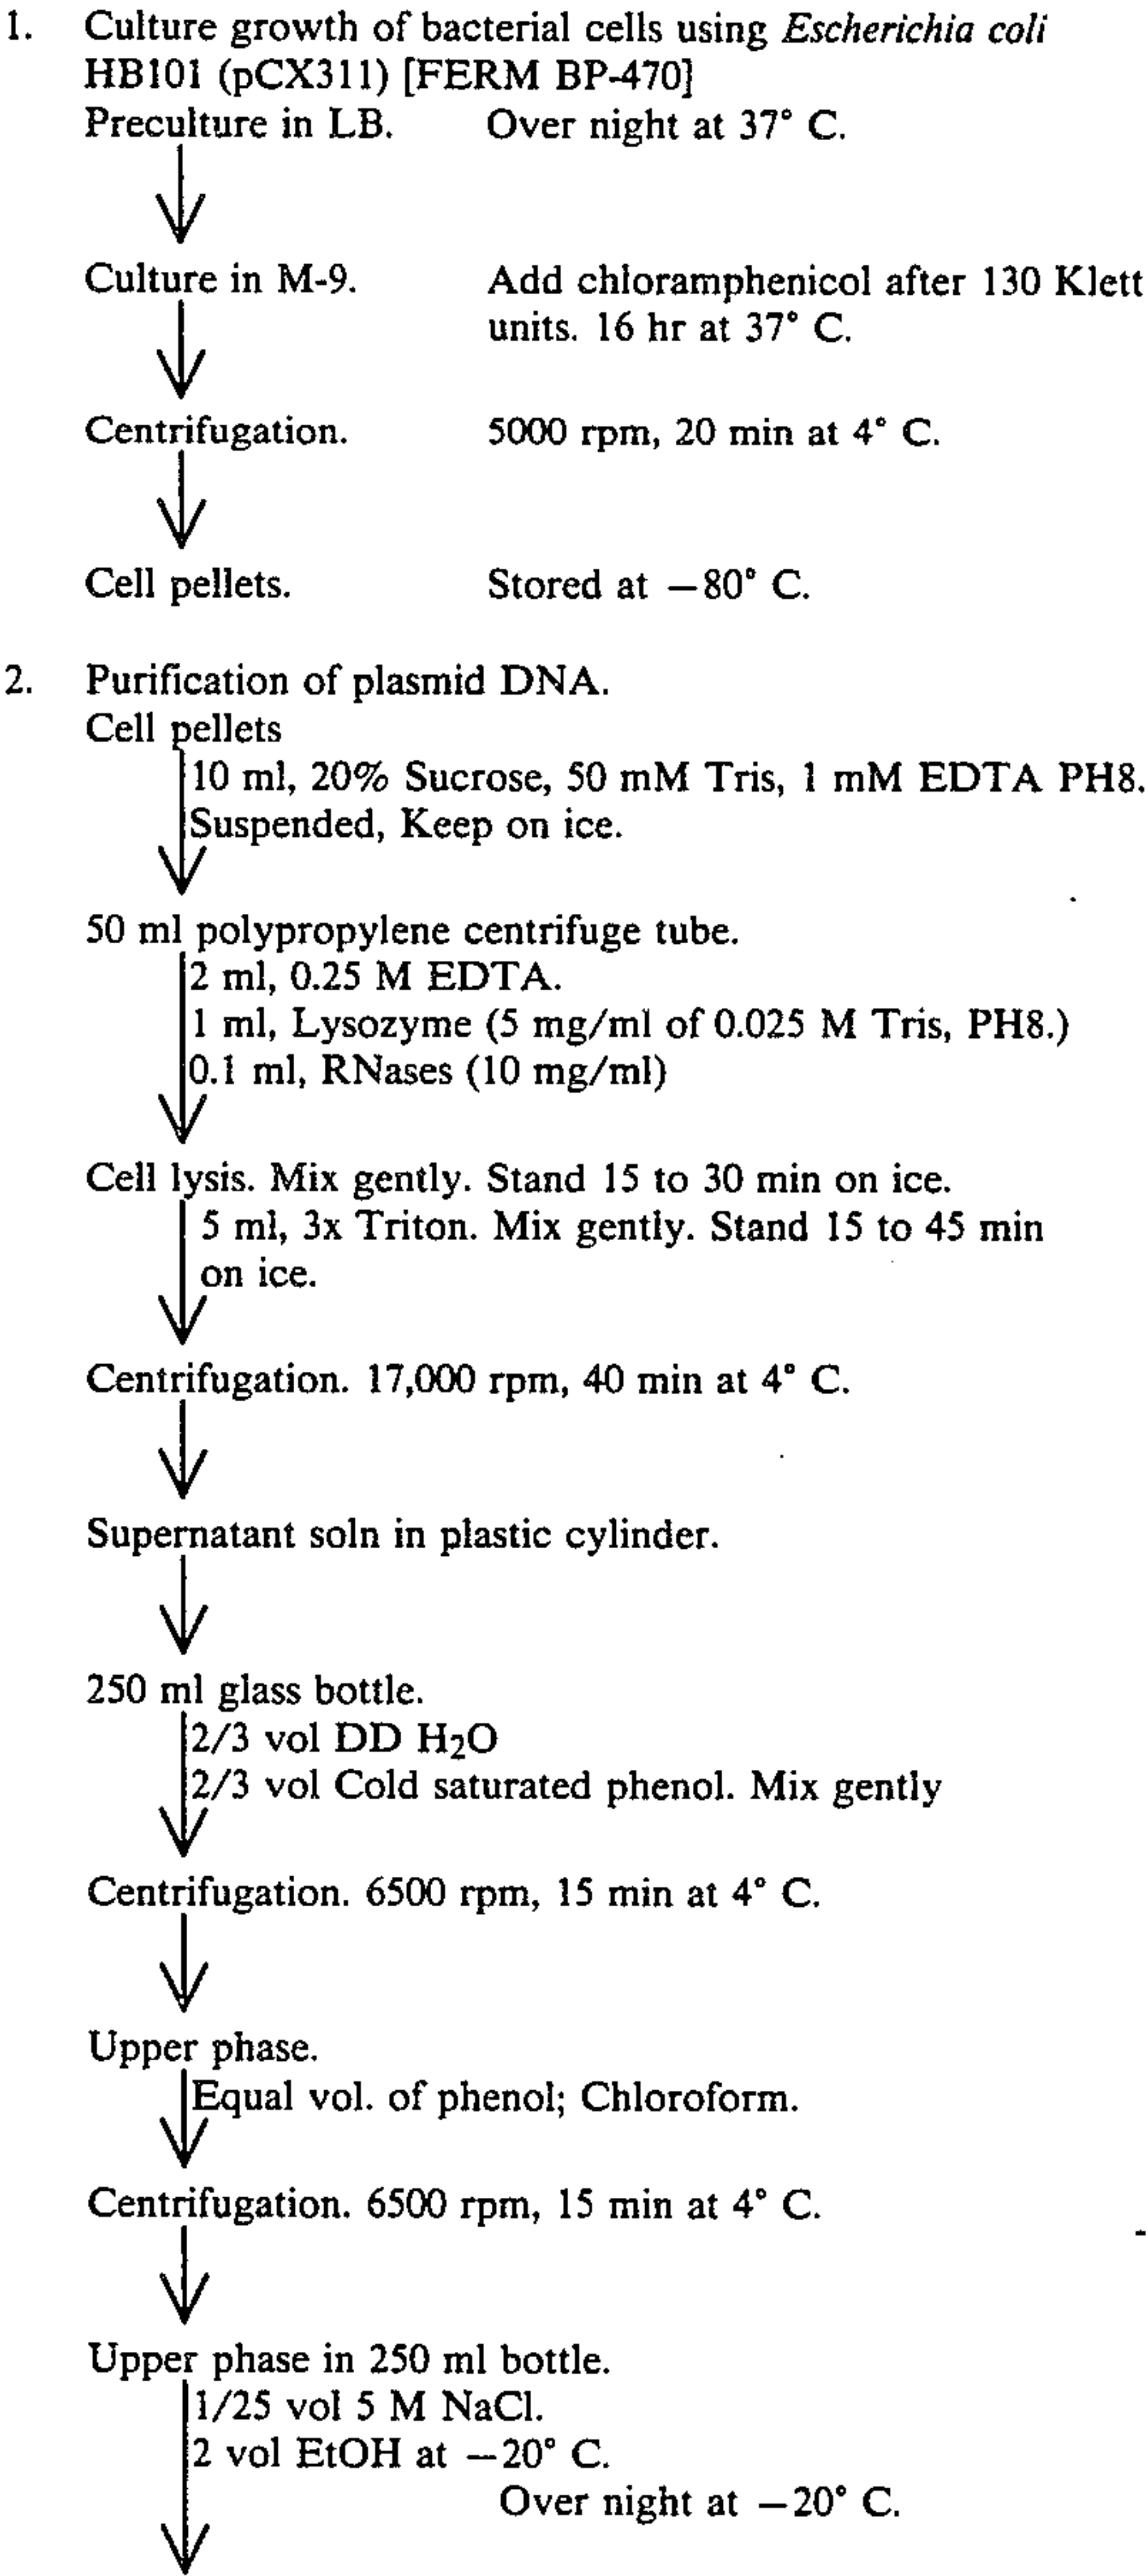 1. Culture growth of bacterial cells using Escherichia coli
HB101 (pCX311) [FERM BP-470]
Preculture in LB. Over night at 37° C.
Culture in M-9. Add chloramphenicol after 130 Klett
units. 16 hr at 37° C.
Centrifugation. 5000 rpm, 20 min at 4° C.
Cell pellets. Stored at −80° C.
2. Purification of plasmid DNA.
Cell pellets
10 ml, 20% Sucrose, 50 mM Tris, 1 mM EDTA PH8.
Suspended, Keep on ice.
50 ml polypropylene centrifuge tube.
2 ml, 0.25 M EDTA.
1 ml, Lysozyme (5 mg/ml of 0.025 M Tris, PH8.)
0.1 ml, RNases (10 mg/ml)
Cell lysis. Mix gently. Stand 15 to 30 min on ice.
5 ml, 3x Triton. Mix gently. Stand 15 to 45 min
on ice.
Centrifugation. 17,000 rpm, 40 min at 4° C.
Supernatant soln in plastic cylinder.
250 ml glass bottle.
2/3 vol DD H₂O
2/3 vol Cold saturated phenol. Mix gently
Centrifugation. 6500 rpm, 15 min at 4° C.
Upper phase.
Equal vol. of phenol; Chloroform.
Centrifugation. 6500 rpm, 15 min at 4° C.
Upper phase in 250 ml bottle.
1/25 vol 5 M NaCl.
2 vol EtOH at −20° C.
Over night at −20° C.